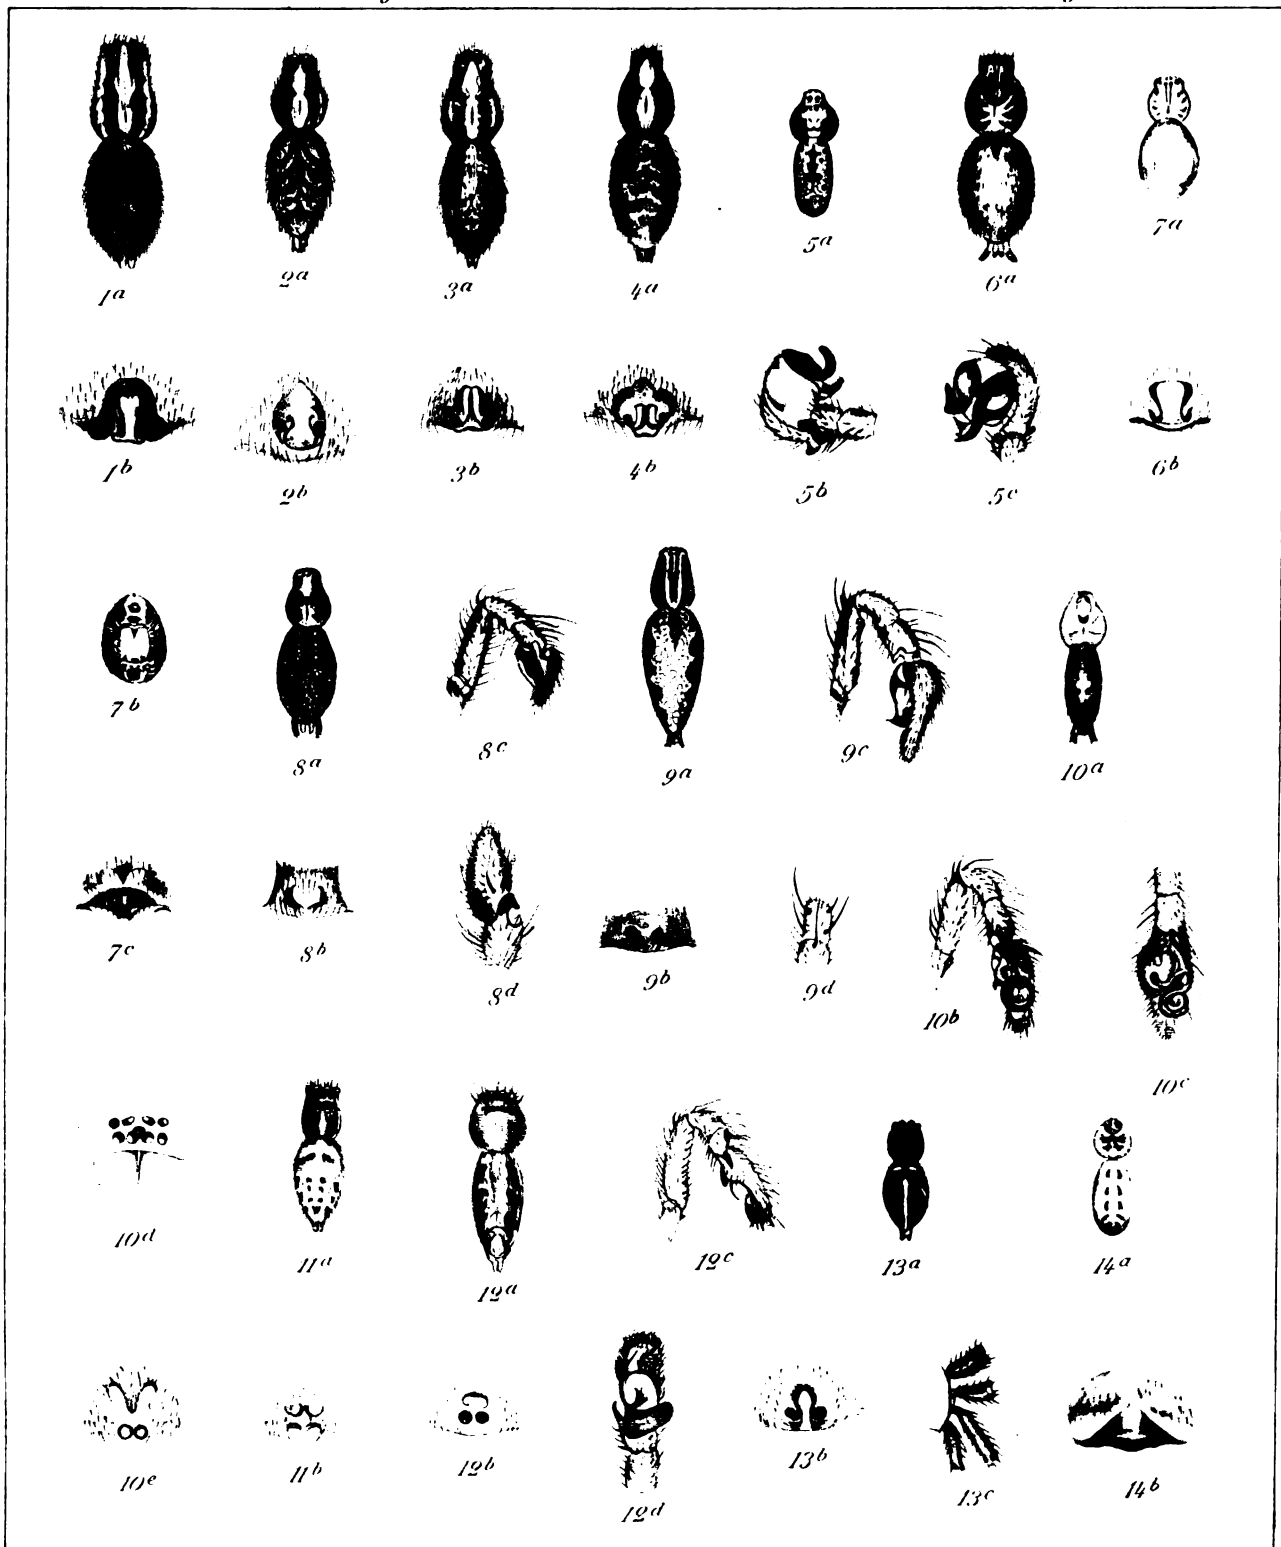 1a 2a 3a 4a 5a 6a 7a
1b 2b 3b 4b 5b 5c 6b
7b 8a 8c 9a 9c 10a
7c 8b 8d 9b 9d 10b 10c
10d 11a 12a 12c 13a 14a
10e 11b 12b 12d 13b 13c 14b